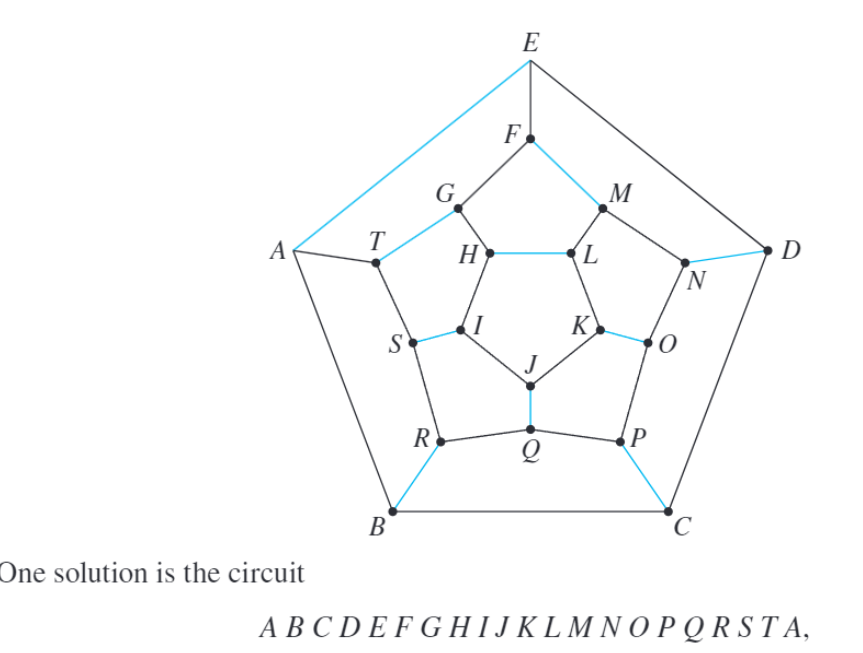 E
F
G
M
A
T
H
L
D
N
S
I
K
O
J
R
Q
P
B
C
One solution is the circuit
A B C D E F G H I J K L M N O P Q R S T A,